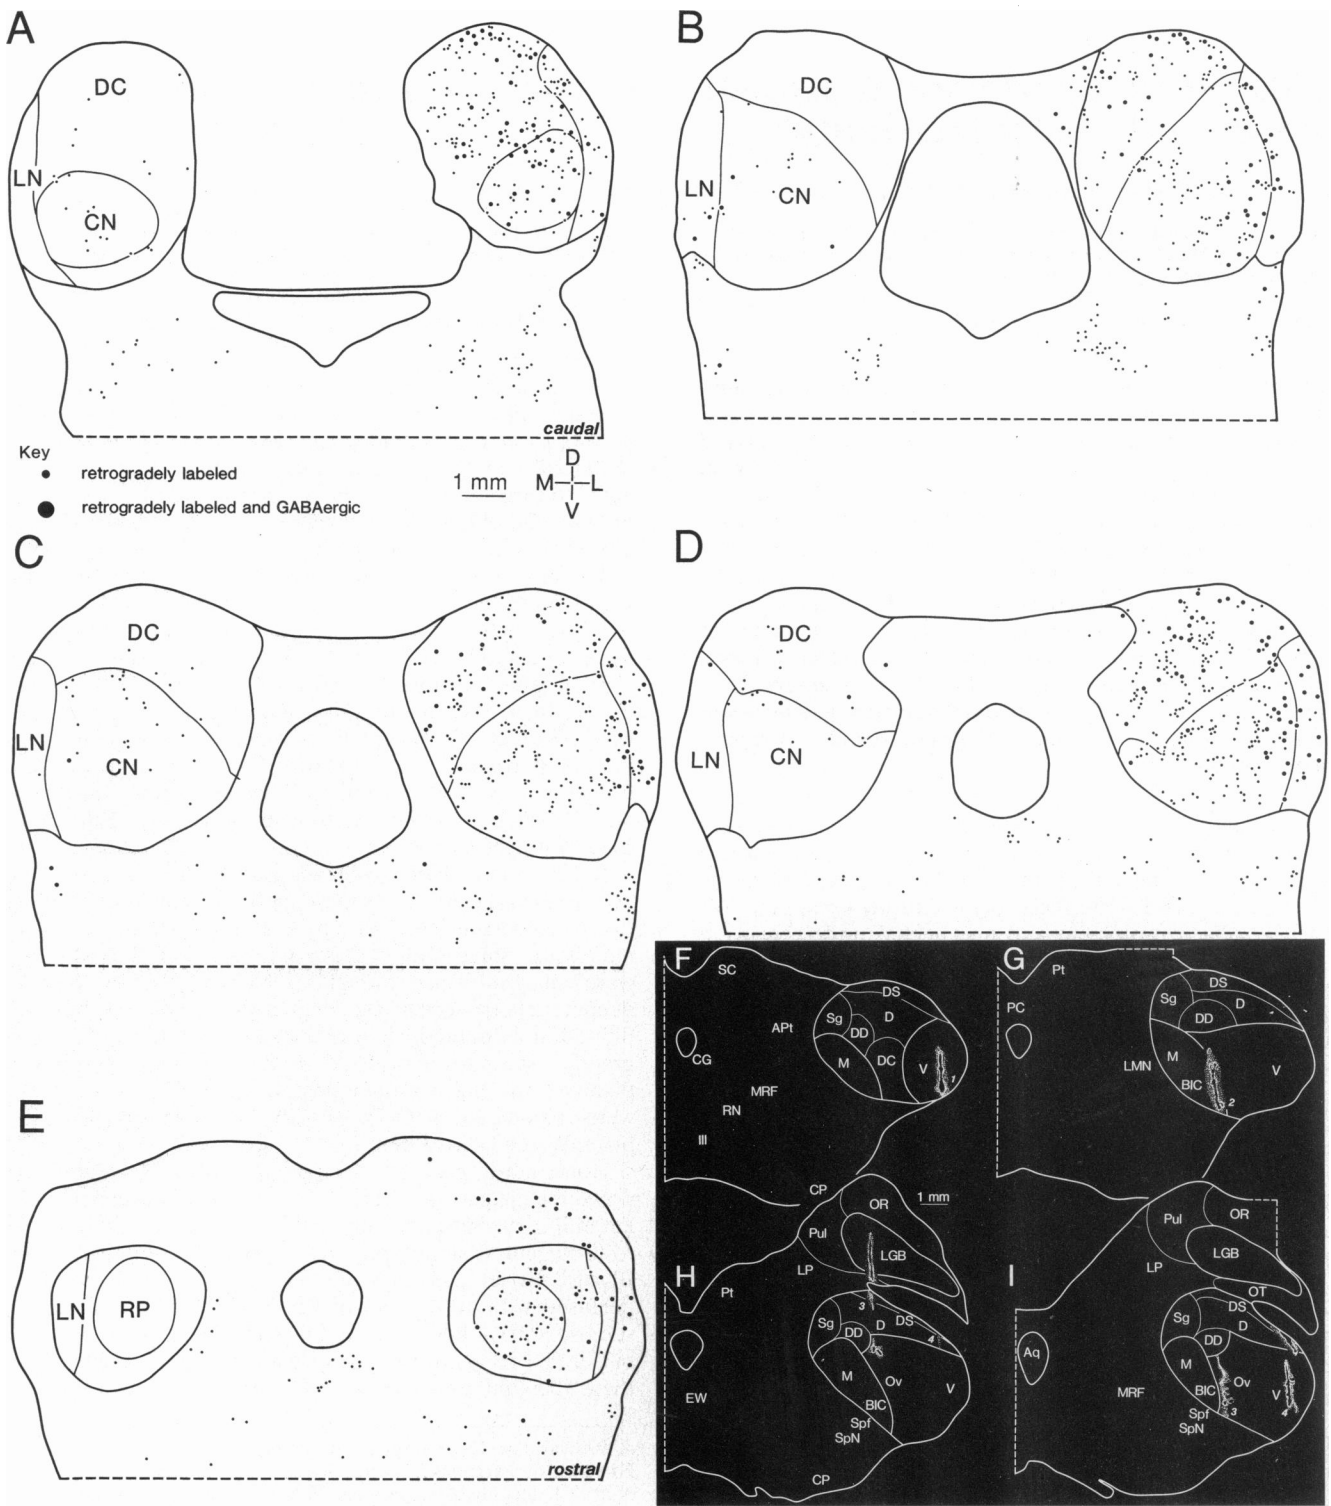 A
DC
LN
CN
caudal
Key
retrogradely labeled
retrogradely labeled and GABAergic
1 mm
D
M L
V
B
DC
LN
CN
C
DC
LN
CN
D
DC
LN
CN
E
LN
RP
rostral
F
SC
DS
D
Sg
DD
APt
CG
M
DC
V
1
MRF
RN
III
G
Pt
DS
Sg
D
DD
PC
LMN
M
BIC
V
2
H
CP
1 mm
OR
Pul
LGB
LP
Pt
3
DS
Sg
D
DD
4
M
Ov
V
EW
BIC
Spf
SpN
CP
I
OR
Pul
LGB
LP
OT
DS
Sg
D
DD
Aq
M
Ov
V
MRF
BIC
3
4
Spf
SpN